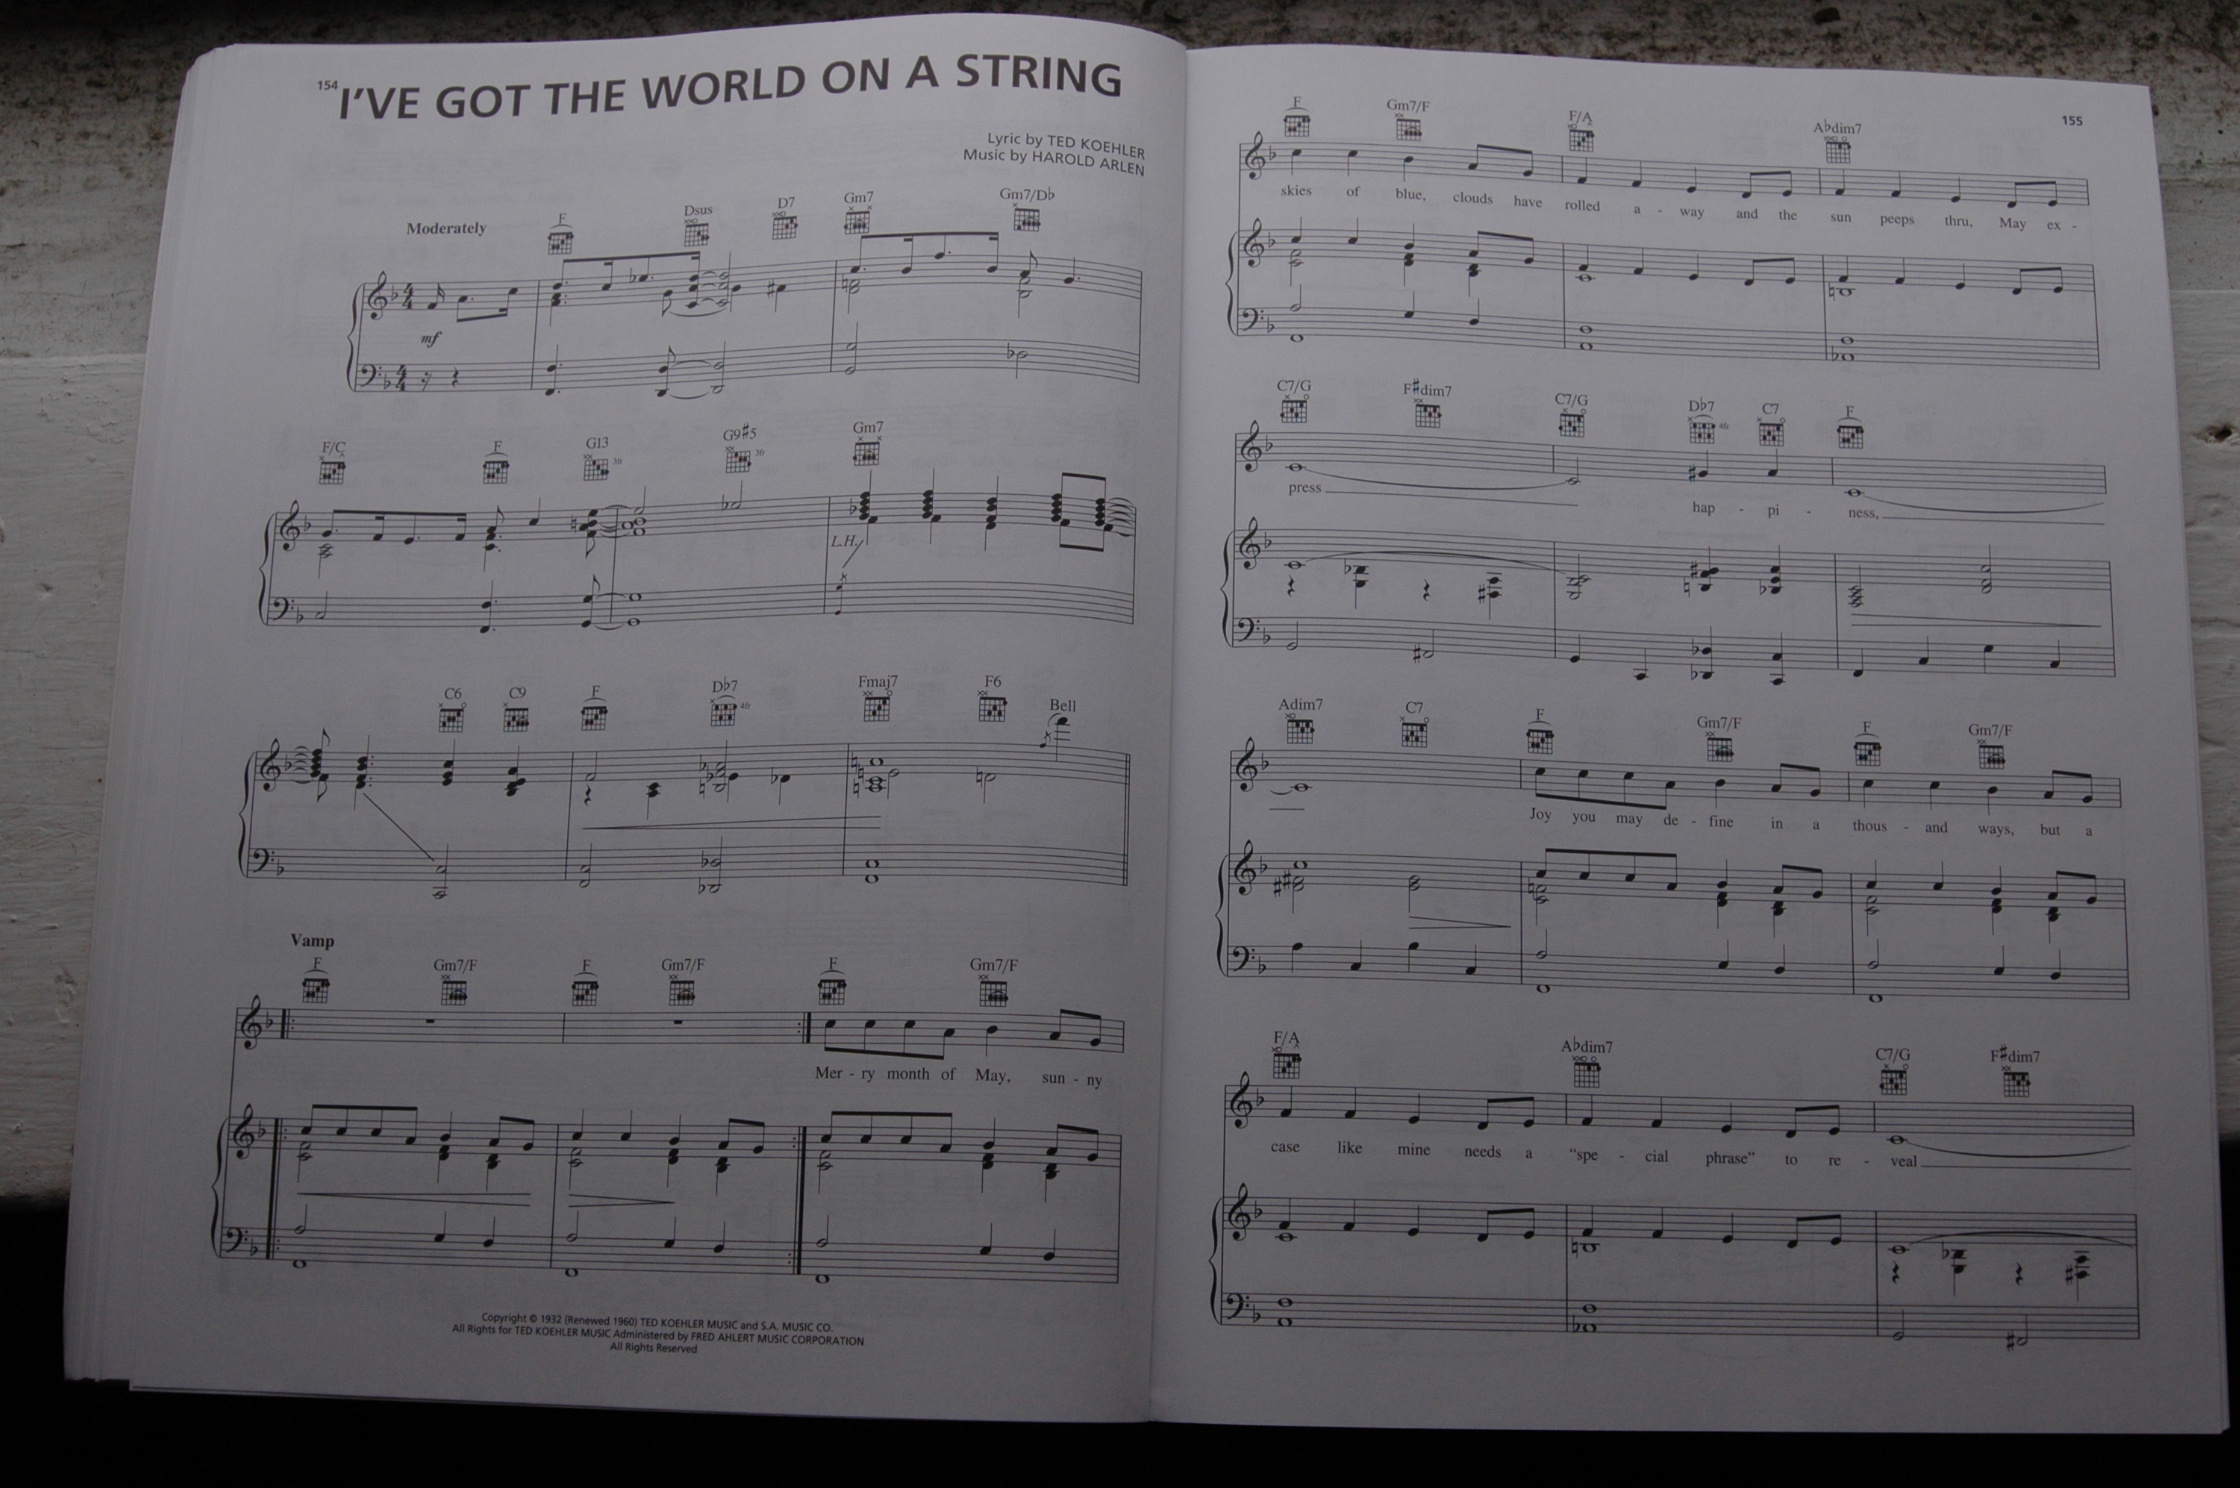 154
I'VE GOT THE WORLD ON A STRING
Lyric by TED KOEHLER
Music by HAROLD ARLEN
Moderately
F Dsus D7 Gm7 Gm7/D♭
mf
F/C F G13 G9♯5 Gm7
3fr 3fr
L.H.
C6 C9 F D♭7 Fmaj7 F6 Bell
4fr
Vamp
F Gm7/F F Gm7/F F Gm7/F
Mer - ry month of May, sun - ny
Copyright © 1932 (Renewed 1960) TED KOEHLER MUSIC and S.A. MUSIC CO.
All Rights for TED KOEHLER MUSIC Administered by FRED AHLERT MUSIC CORPORATION
All Rights Reserved
155
F Gm7/F F/A A♭dim7
skies of blue, clouds have rolled a - way and the sun peeps thru, May ex -
C7/G F♯dim7 C7/G D♭7 C7 F
4fr
press hap - pi - ness,
Adim7 C7 F Gm7/F F Gm7/F
Joy you may de - fine in a thous - and ways, but a
F/A A♭dim7 C7/G F♯dim7
case like mine needs a “spe - cial phrase” to re - veal